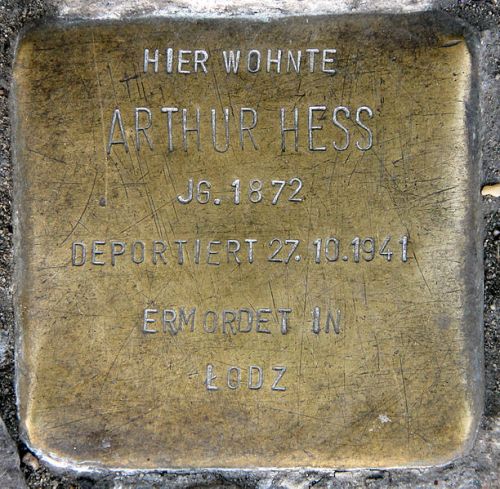 HIER WOHNTE
ARTHUR HESS
JG. 1872
DEPORTIERT 27. 10. 1941
ERMORDET IN
ŁODZ